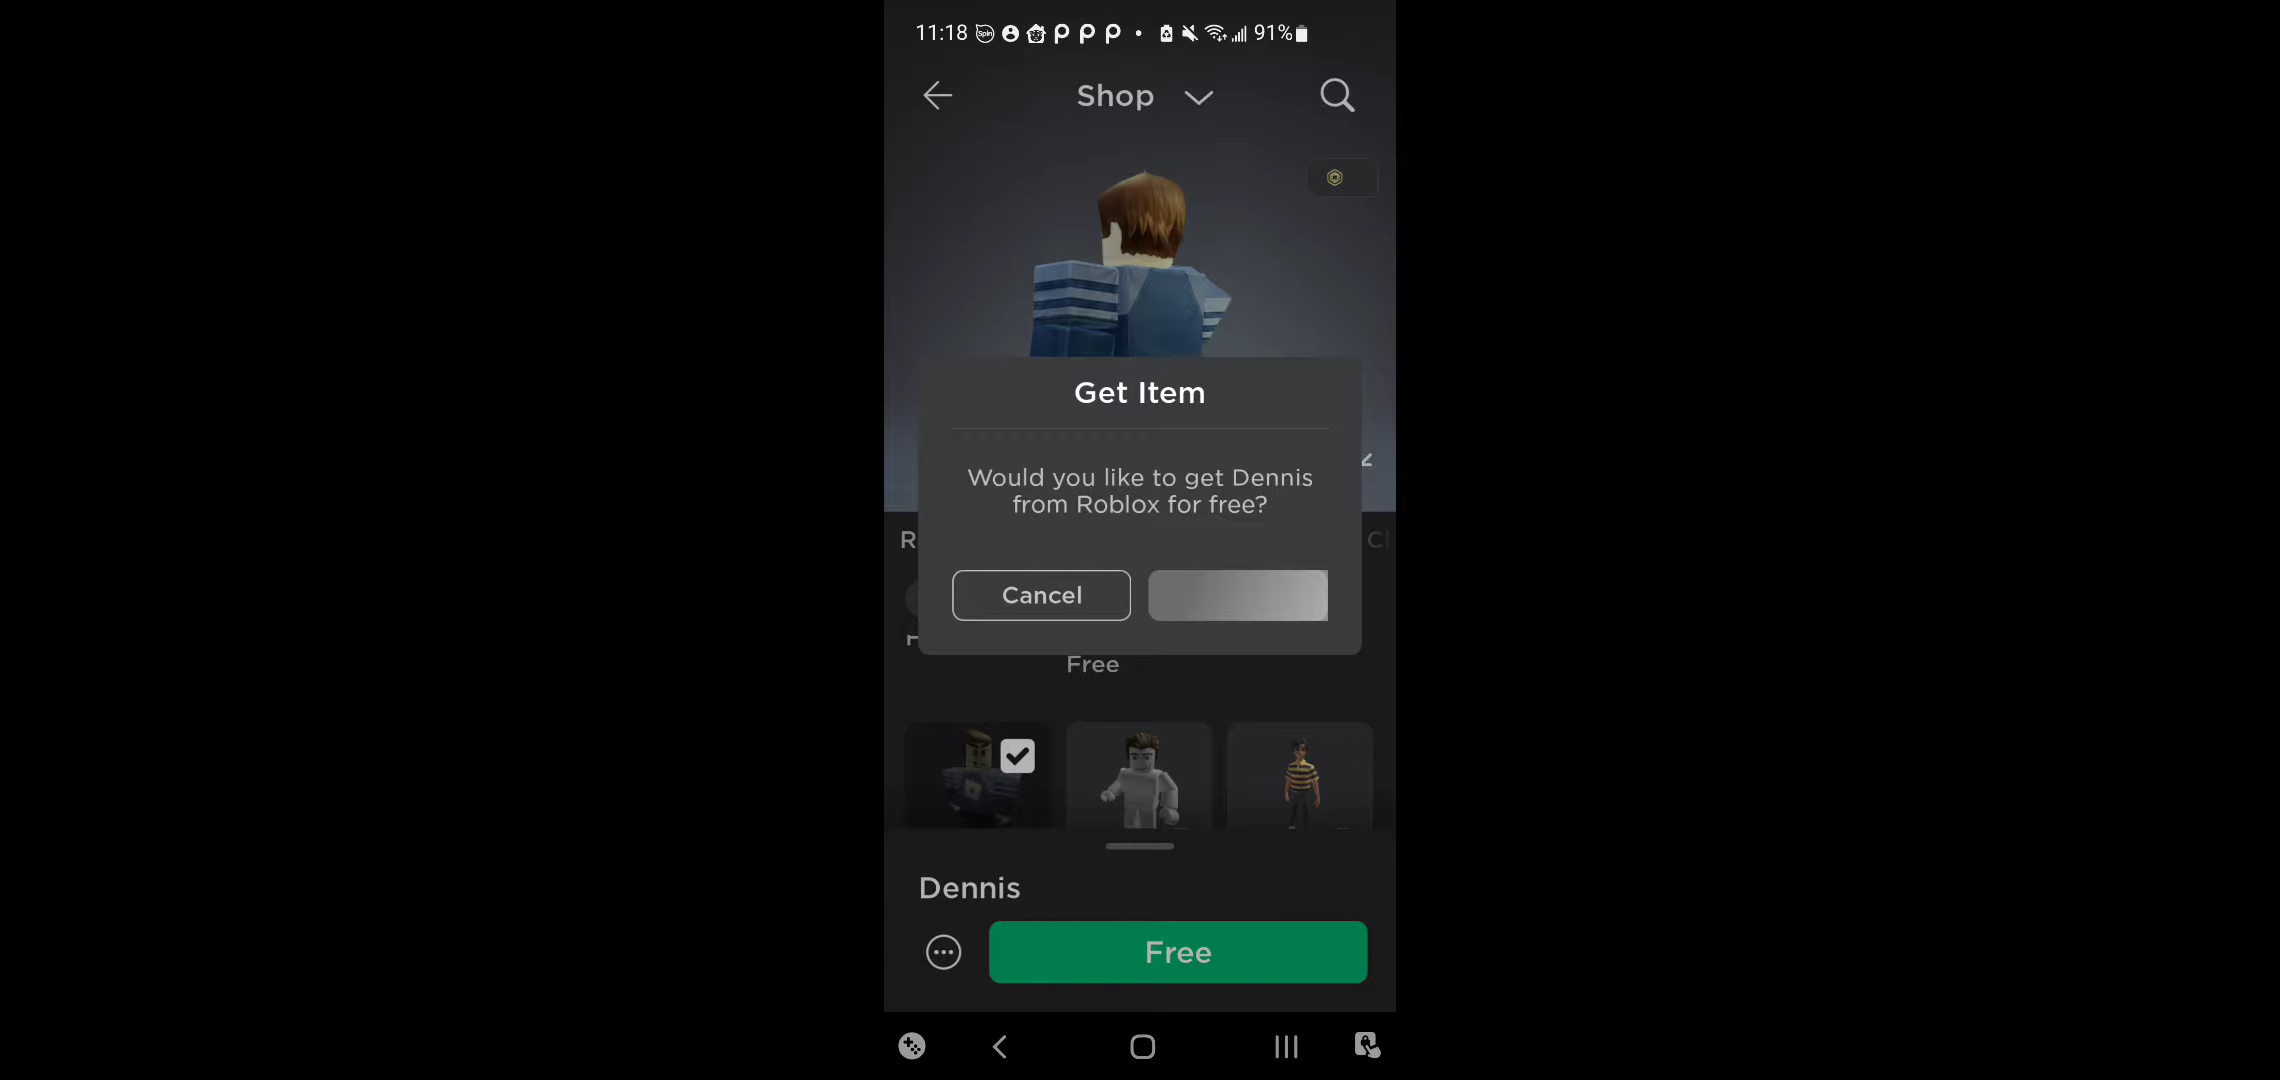 11:18
91%
Shop
Get Item
Would you like to get Dennis
from Roblox for free?
Cancel
Free
Dennis
Free